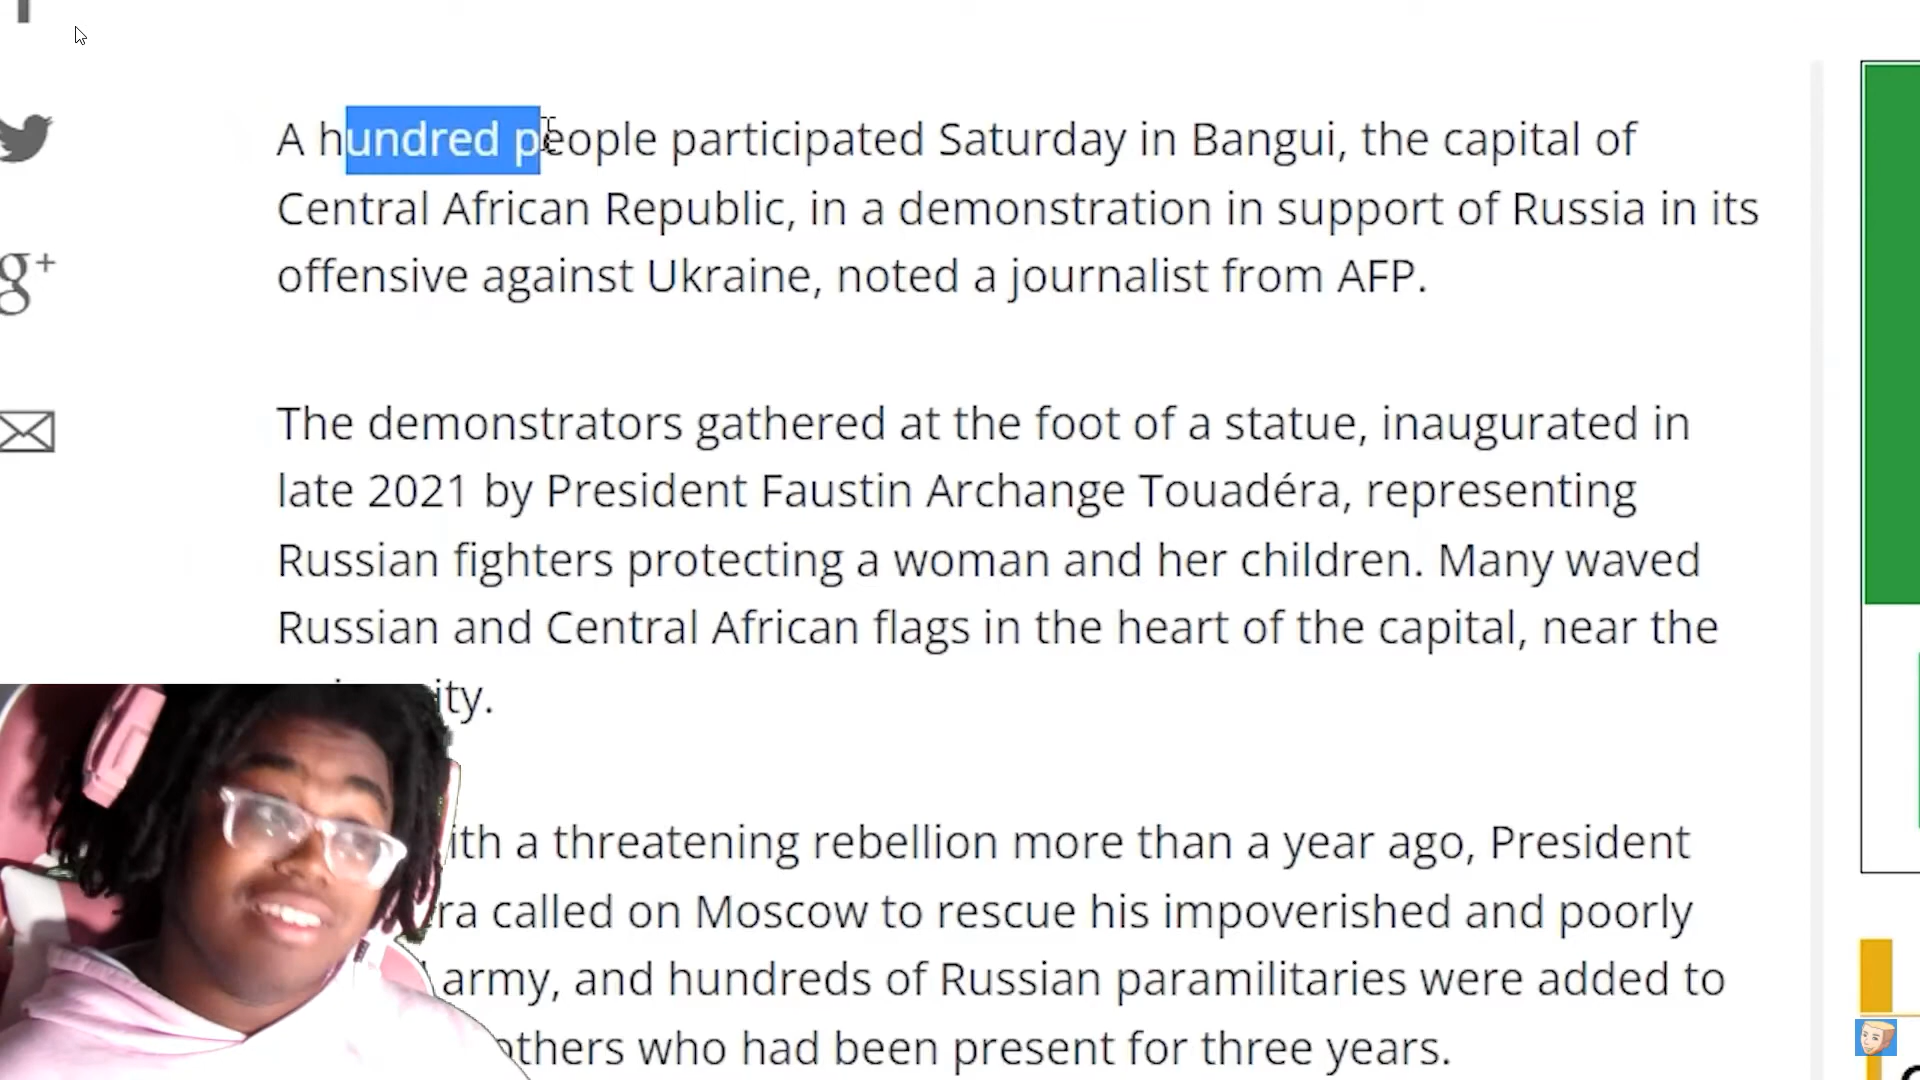 A hundred people participated Saturday in Bangui, the capital of
Central African Republic, in a demonstration in support of Russia in its
offensive against Ukraine, noted a journalist from AFP.
The demonstrators gathered at the foot of a statue, inaugurated in
late 2021 by President Faustin Archange Touadéra, representing
Russian fighters protecting a woman and her children. Many waved
Russian and Central African flags in the heart of the capital, near the
ity.
ith a threatening rebellion more than a year ago, President
ra called on Moscow to rescue his impoverished and poorly
army, and hundreds of Russian paramilitaries were added to
others who had been present for three years.
g+